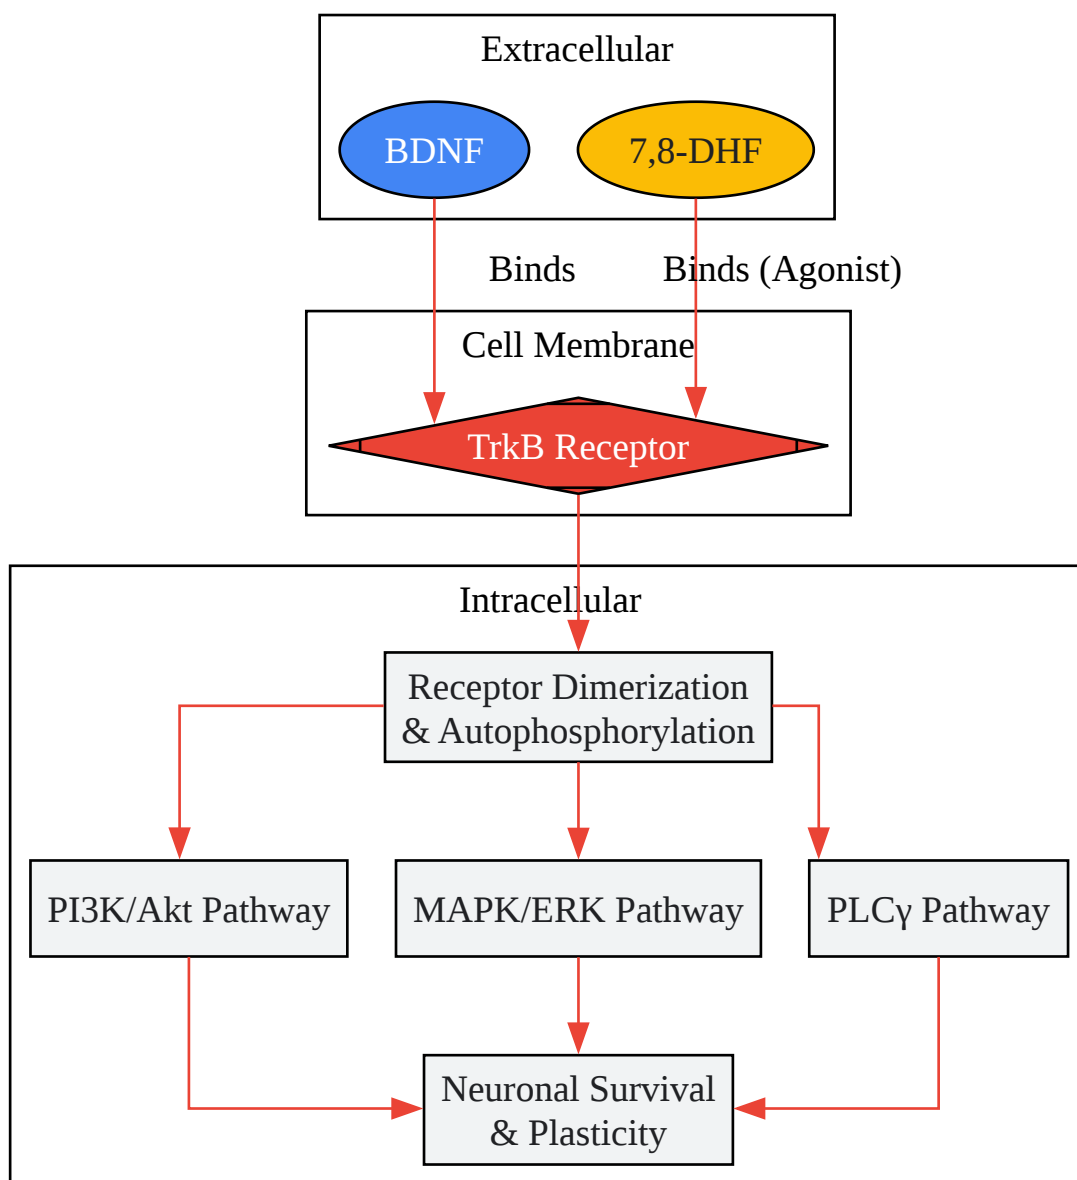 Extracellular
BDNF
7,8-DHF
Binds
Binds (Agonist)
Cell Membrane
TrkB Receptor
Intracellular
Receptor Dimerization
& Autophosphorylation
PI3K/Akt Pathway
MAPK/ERK Pathway
PLCγ Pathway
Neuronal Survival
& Plasticity